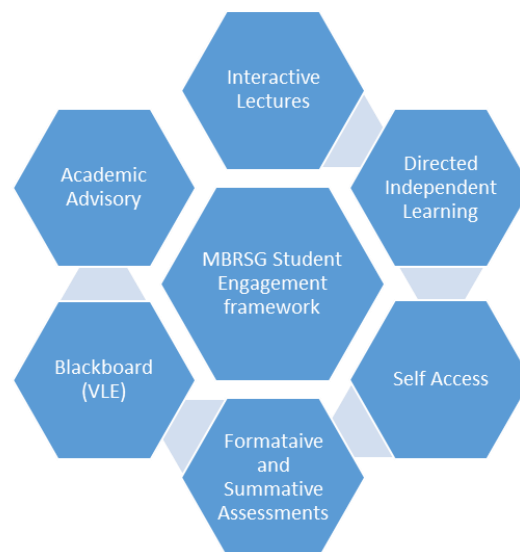 Interactive
Lectures
Directed
Independent
Learning
Self Access
Formataive
and
Summative
Assessments
Blackboard
(VLE)
Academic
Advisory
MBRSG Student
Engagement
framework